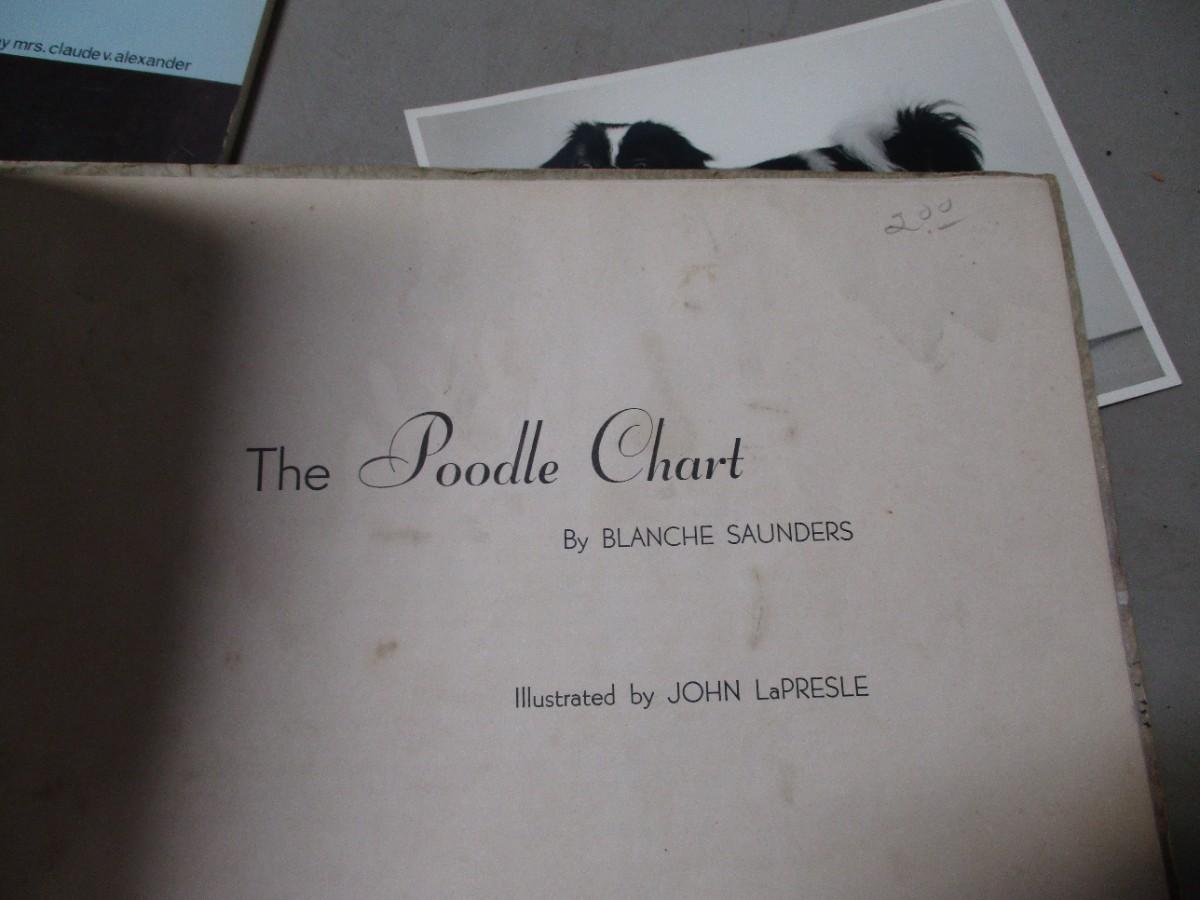 mrs. claude v. alexander
2.00
The Poodle Chart
By BLANCHE SAUNDERS
Illustrated by JOHN LaPRESLE